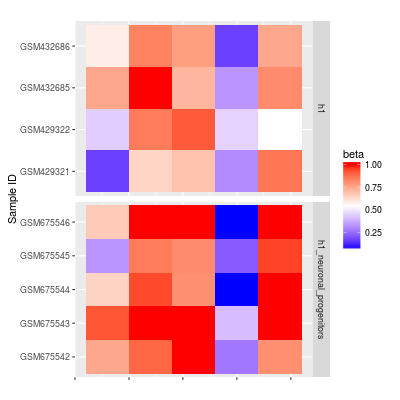 GSM432686
GSM432685
GSM429322
GSM429321
h1
GSM675546
GSM675545
GSM675544
GSM675543
GSM675542
h1_neuronal_progenitors
Sample ID
beta
1.00
0.75
0.50
0.25